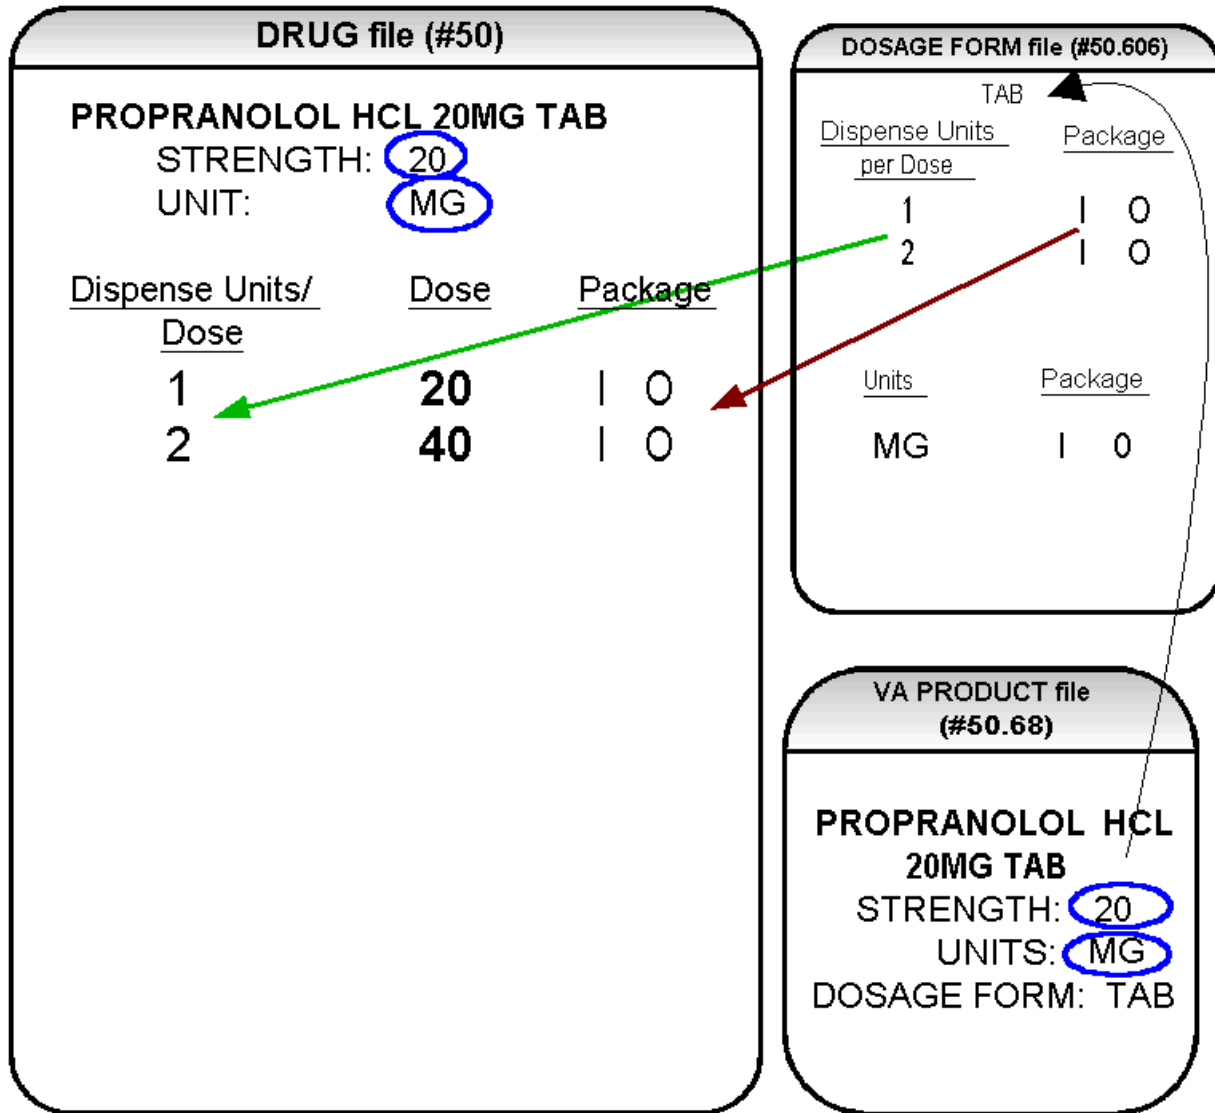 DRUG file (#50)
PROPRANOLOL HCL 20MG TAB
STRENGTH: 20
UNIT: MG
Dispense Units/ Dose Package
Dose
1 20 I O
2 40 I O
DOSAGE FORM file (#50.606)
TAB
Dispense Units Package
per Dose
1 I O
2 I O
Units Package
MG I 0
VA PRODUCT file
(#50.68)
PROPRANOLOL HCL
20MG TAB
STRENGTH: 20
UNITS: MG
DOSAGE FORM: TAB